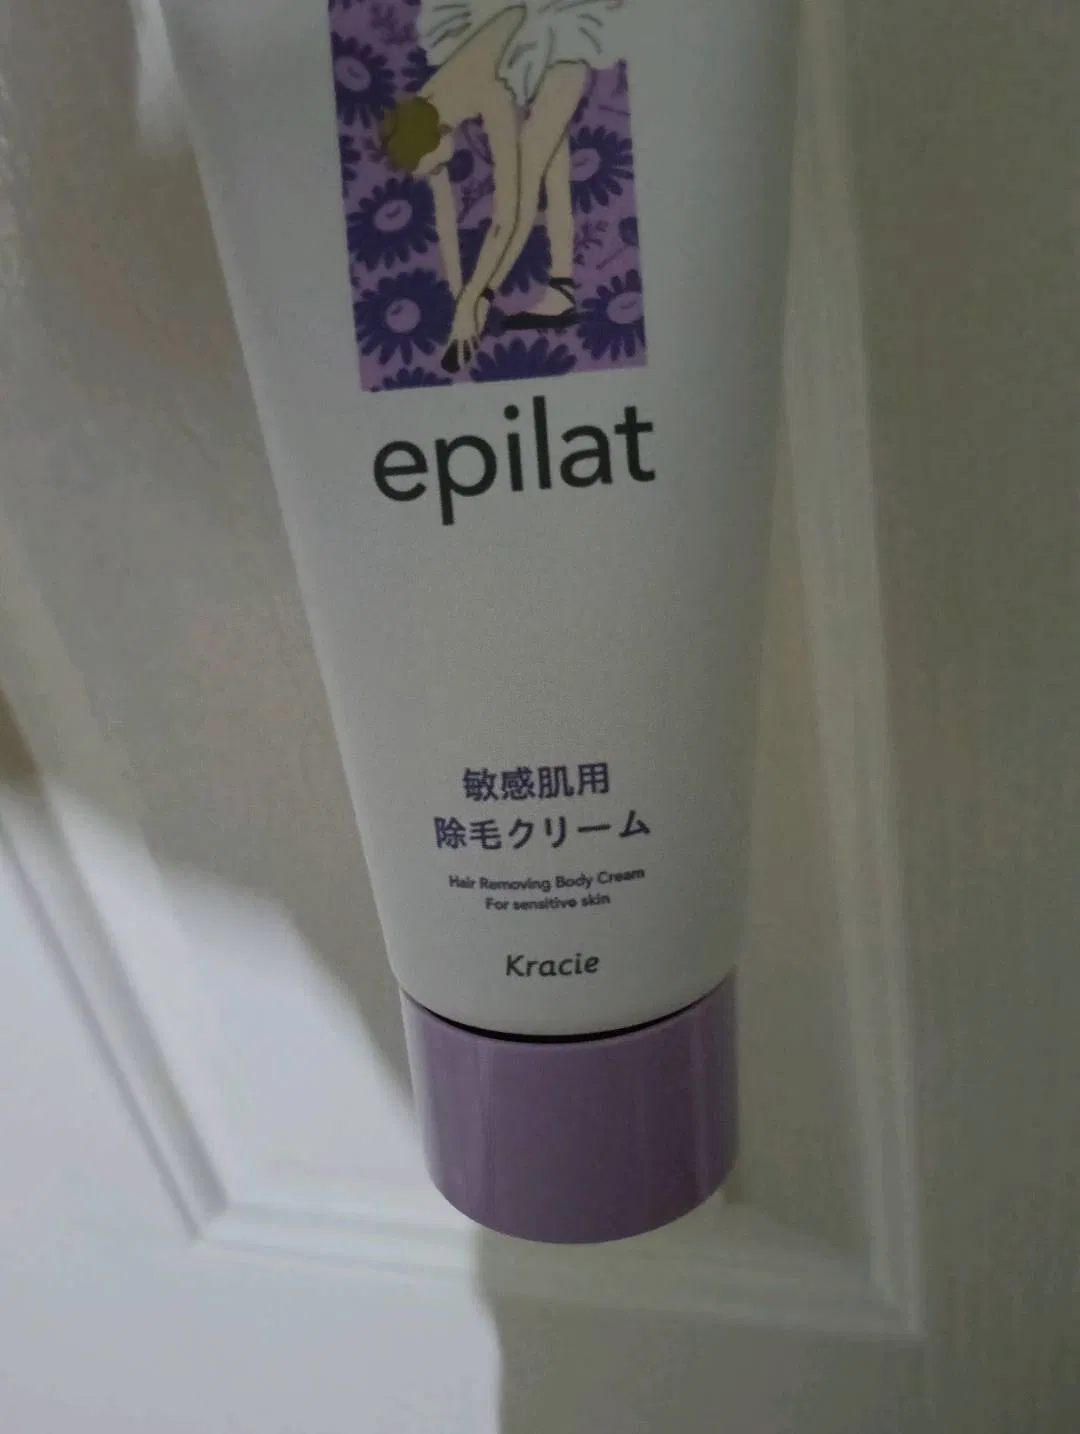 epilat
敏感肌用
除毛クリーム
Hair Removing Body Cream
For sensitive skin
Kracie